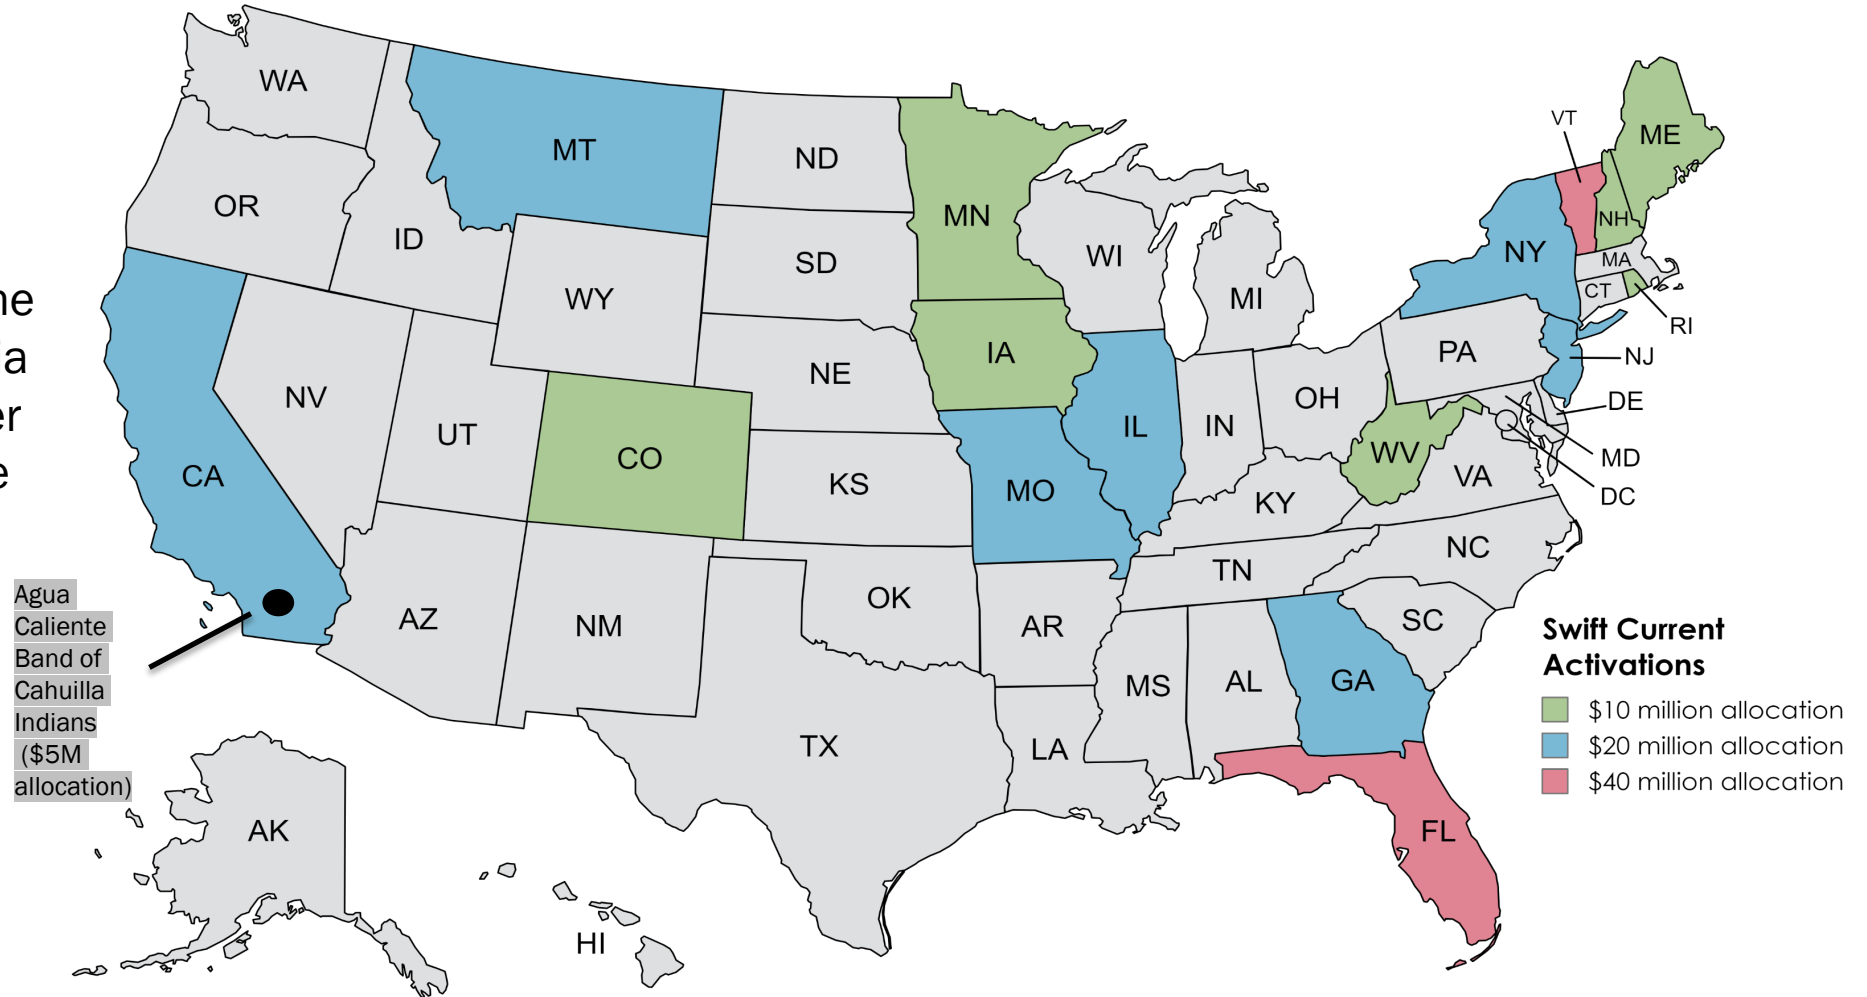 WA
MT
ND
MN
VT
ME
OR
ID
SD
WI
NH
NY
MA
CT
RI
WY
MI
ne
a
er
e
IA
PA
NJ
NE
NV
OH
DE
UT
CO
IL
IN
WV
MD
CA
KS
MO
KY
VA
DC
NC
TN
OK
AR
AZ
NM
SC
Agua
Caliente
Band of
Cahuilla
Indians
($5M
allocation)
MS
AL
GA
TX
LA
Swift Current
Activations
$10 million allocation
$20 million allocation
$40 million allocation
FL
AK
HI